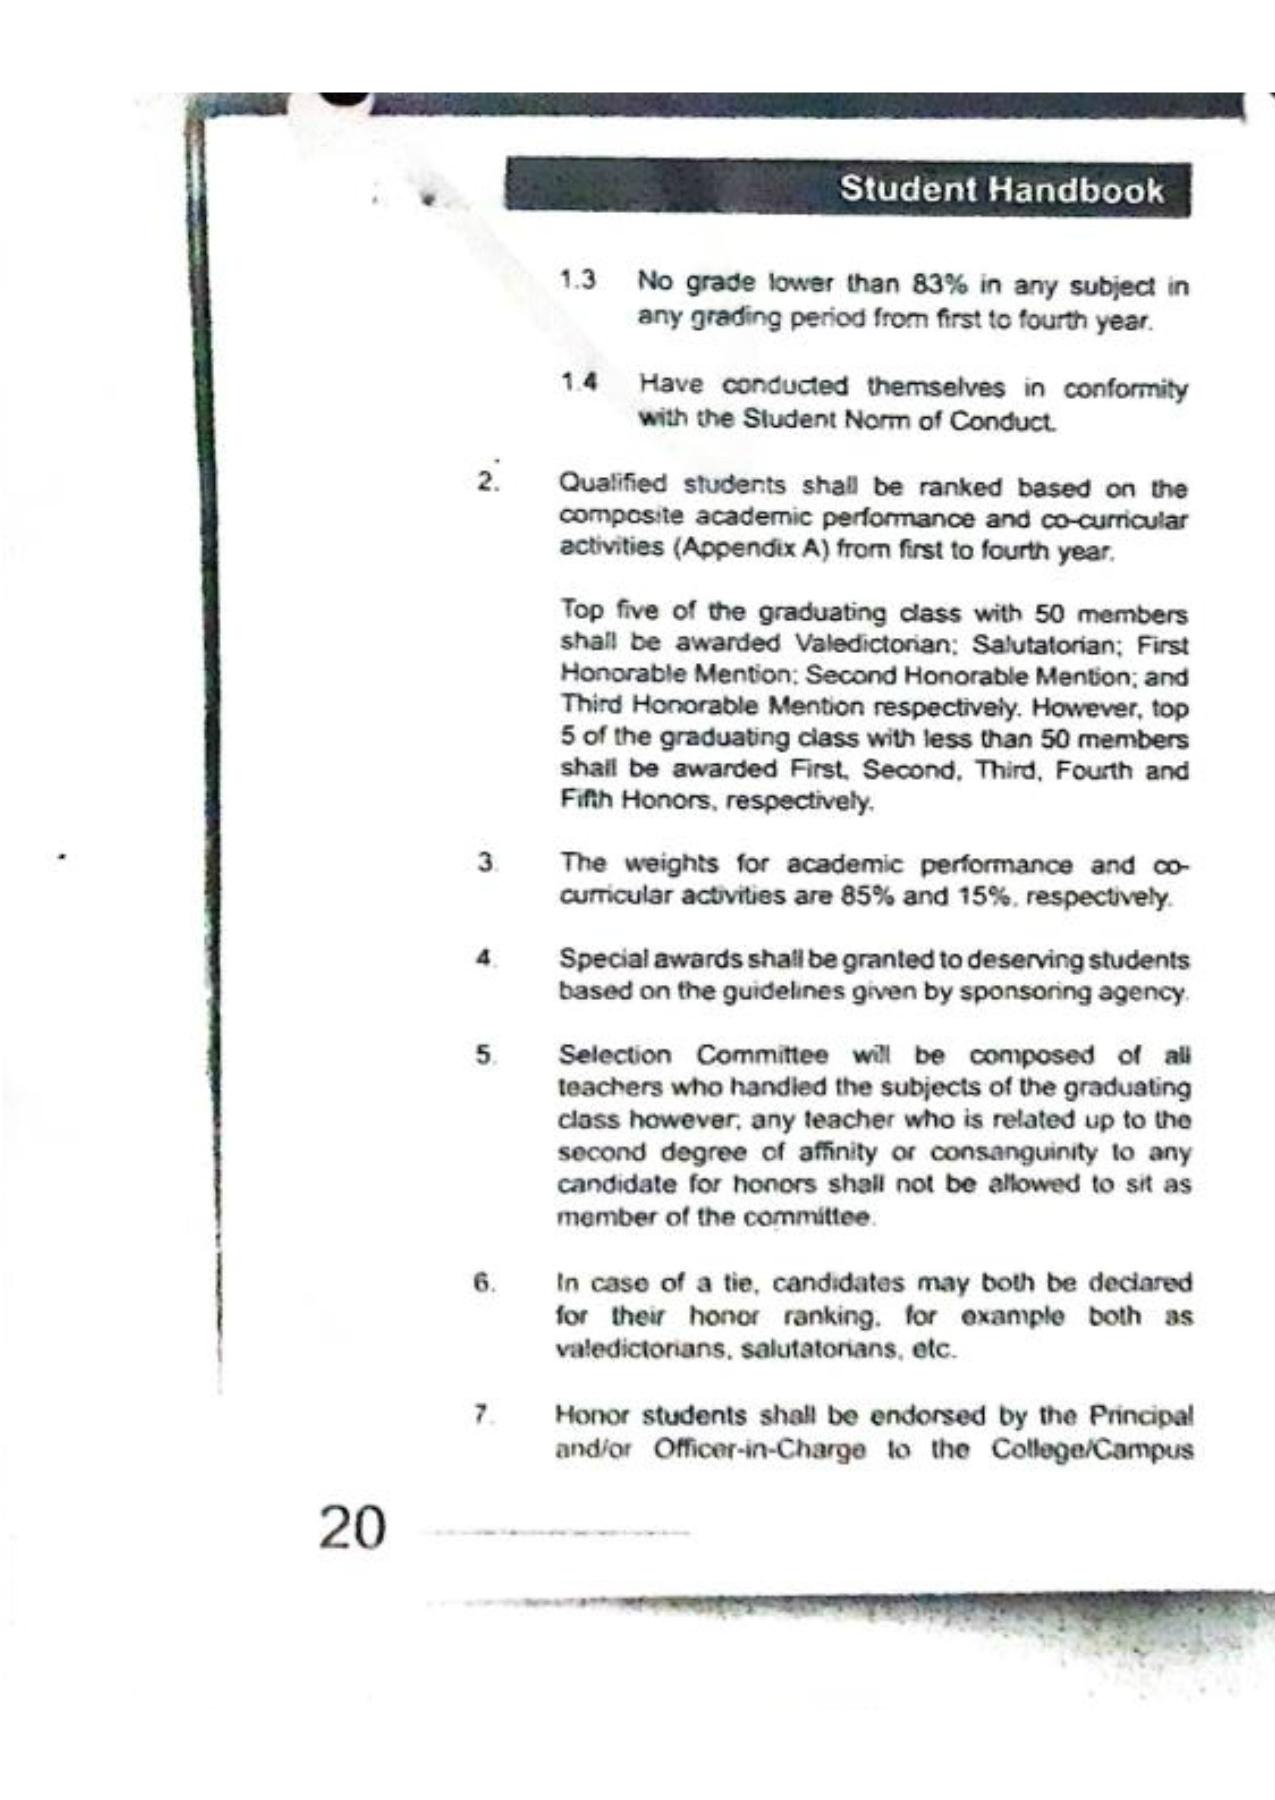 Student Handbook
1.3 No grade lower than 83% in any subject in
any grading period from first to fourth year.
1.4 Have conducted themselves in conformity
with the Student Norm of Conduct.
2. Qualified students shall be ranked based on the
composite academic performance and co-curricular
activities (Appendix A) from first to fourth year.
Top five of the graduating class with 50 members
shall be awarded Valedictorian; Salutatorian; First
Honorable Mention; Second Honorable Mention; and
Third Honorable Mention respectively. However, top
5 of the graduating class with less than 50 members
shall be awarded First, Second, Third, Fourth and
Fifth Honors, respectively.
3. The weights for academic performance and co-
curricular activities are 85% and 15%, respectively.
4. Special awards shall be granted to deserving students
based on the guidelines given by sponsoring agency.
5. Selection Committee will be composed of all
teachers who handled the subjects of the graduating
class however, any teacher who is related up to the
second degree of affinity or consanguinity to any
candidate for honors shall not be allowed to sit as
member of the committee.
6. In case of a tie, candidates may both be declared
for their honor ranking, for example both as
valedictorians, salutatorians, etc.
7. Honor students shall be endorsed by the Principal
and/or Officer-in-Charge to the College/Campus
20